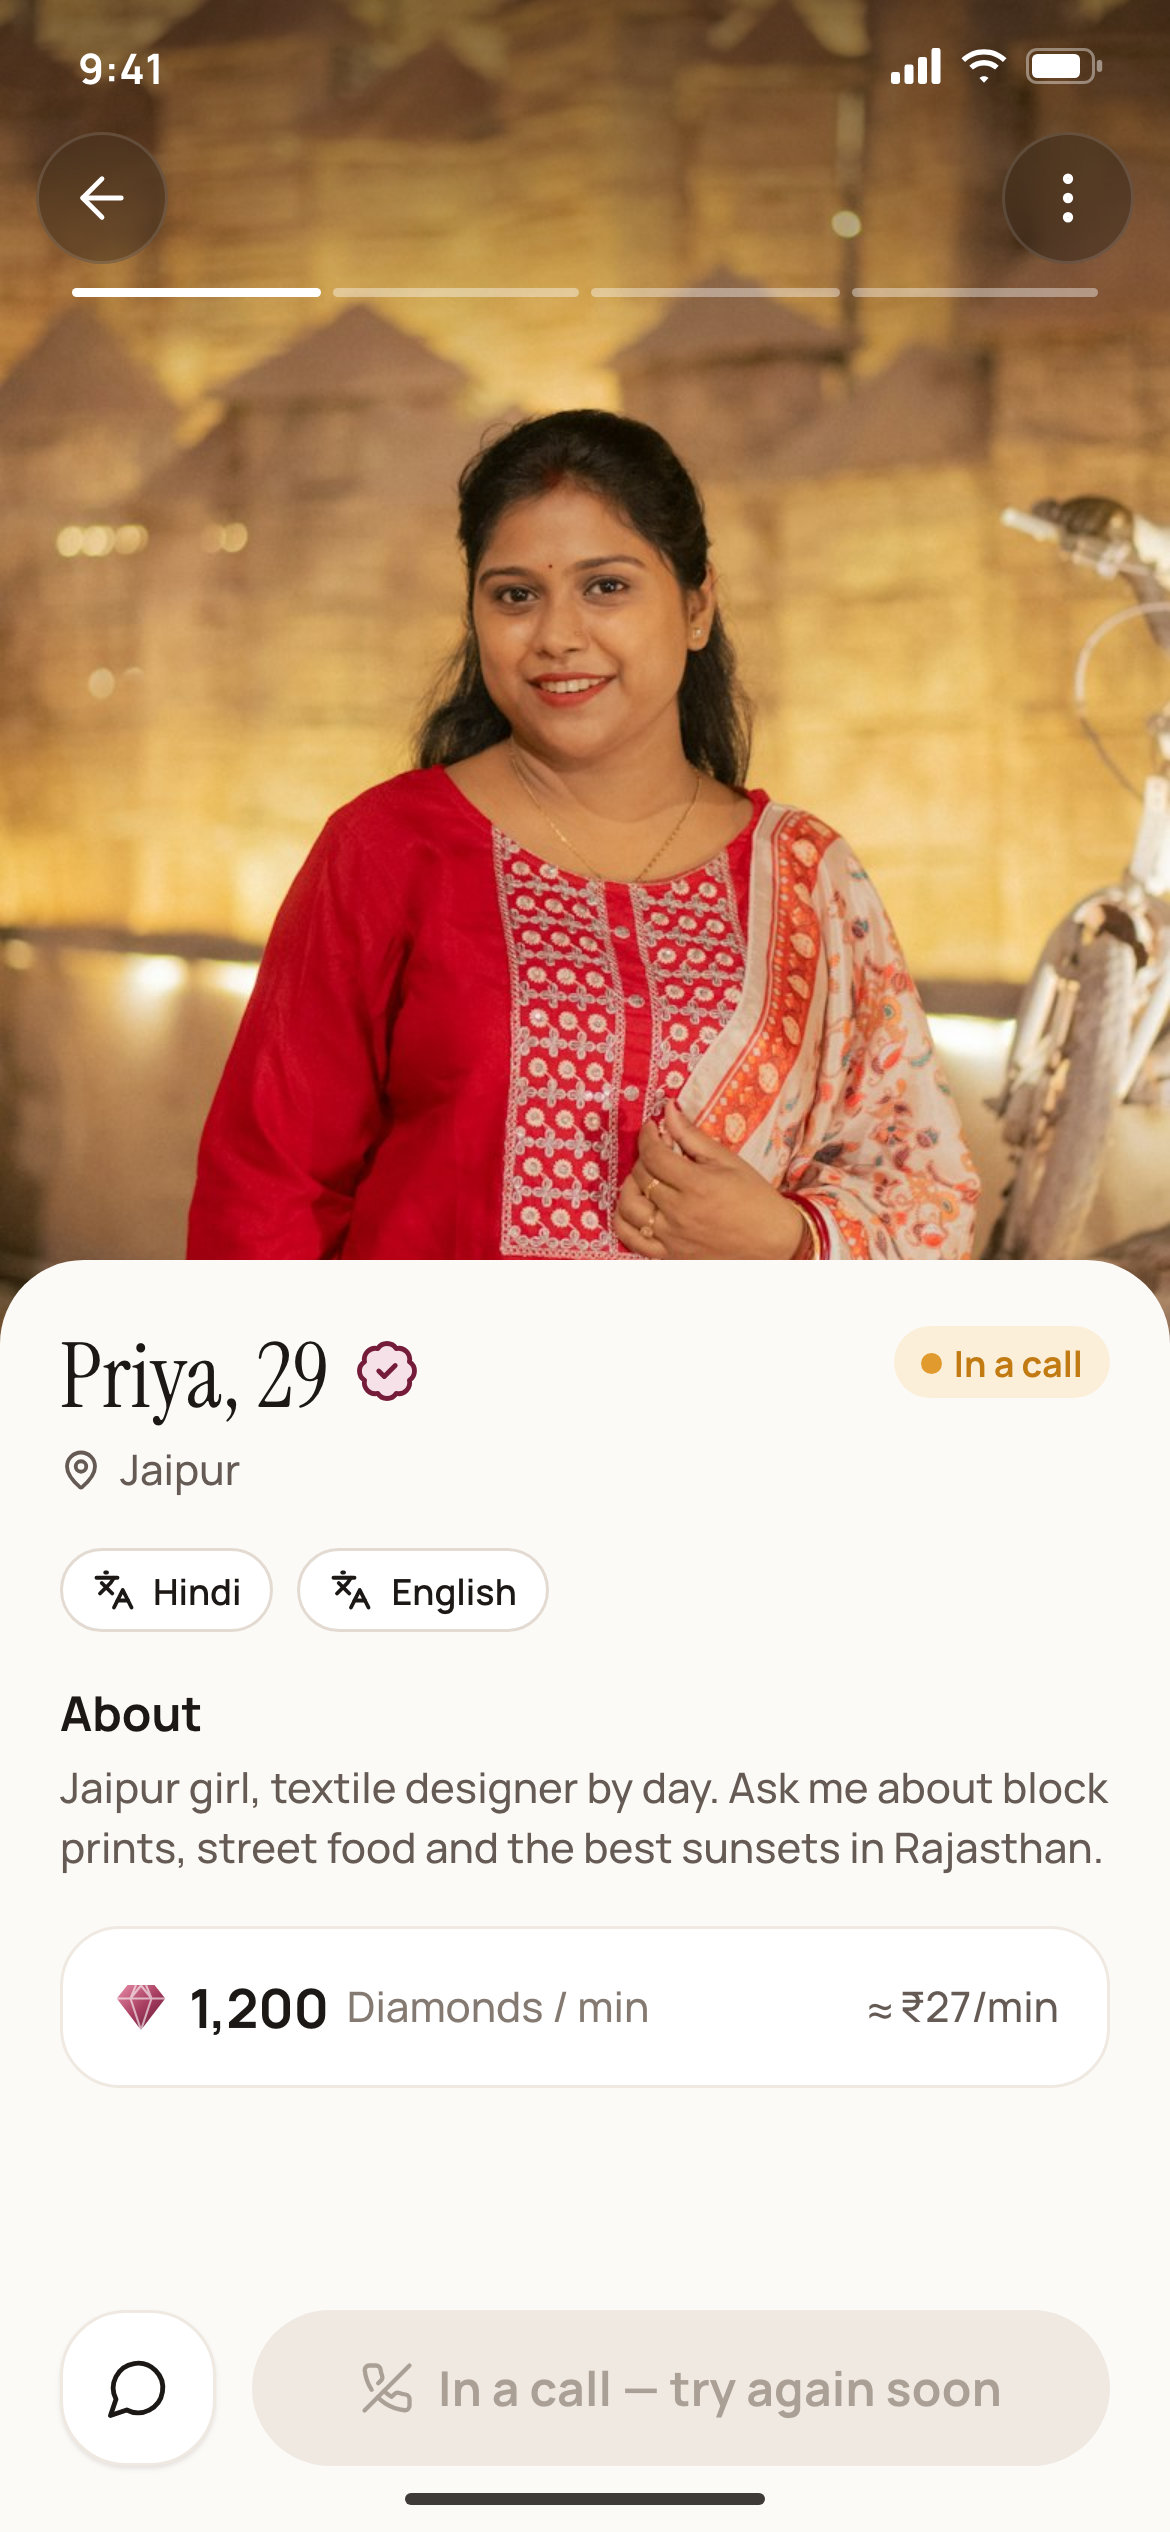 9:41
Priya, 29
In a call
Jaipur
Hindi
English
About
Jaipur girl, textile designer by day. Ask me about block
prints, street food and the best sunsets in Rajasthan.
1,200 Diamonds / min
≈ ₹27/min
In a call — try again soon